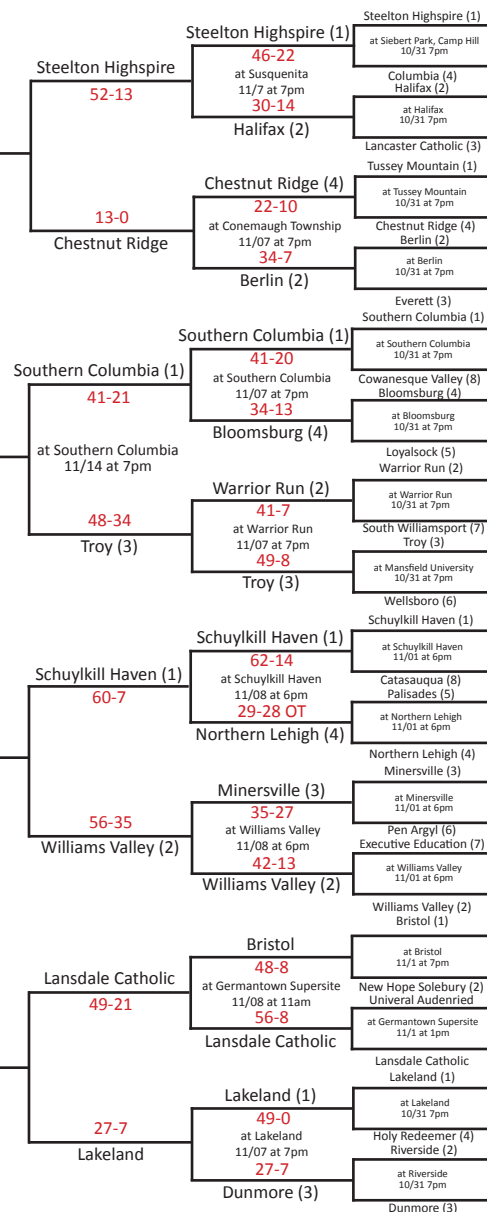 Steelton Highspire (1)
at Siebert Park, Camp Hill
10/31 7pm
Columbia (4)
Halifax (2)
at Halifax
10/31 7pm
Lancaster Catholic (3)
Tussey Mountain (1)
at Tussey Mountain
10/31 at 7pm
Chestnut Ridge (4)
Berlin (2)
at Berlin
10/31 at 7pm
Everett (3)
Southern Columbia (1)
at Southern Columbia
10/31 at 7pm
Cowanesque Valley (8)
Bloomsburg (4)
at Bloomsburg
10/31 at 7pm
Loyalsock (5)
Warrior Run (2)
at Warrior Run
10/31 at 7pm
South Williamsport (7)
Troy (3)
at Mansfield University
10/31 at 7pm
Wellsboro (6)
Schuylkill Haven (1)
at Schuylkill Haven
11/01 at 6pm
Catasauqua (8)
Palisades (5)
at Northern Lehigh
11/01 at 6pm
Northern Lehigh (4)
Minersville (3)
at Minersville
11/01 at 6pm
Pen Argyl (6)
Executive Education (7)
at Williams Valley
11/01 at 6pm
Williams Valley (2)
Bristol (1)
at Bristol
11/1 at 7pm
New Hope Solebury (2)
Univeral Audenried
at Germantown Supersite
11/1 at 1pm
Lansdale Catholic
Lakeland (1)
at Lakeland
10/31 7pm
Holy Redeemer (4)
Riverside (2)
at Riverside
10/31 7pm
Dunmore (3)
Steelton Highspire (1)
46-22
at Susquenita
11/7 at 7pm
30-14
Halifax (2)
Chestnut Ridge (4)
22-10
at Conemaugh Township
11/07 at 7pm
34-7
Berlin (2)
Southern Columbia (1)
41-20
at Southern Columbia
11/07 at 7pm
34-13
Bloomsburg (4)
Warrior Run (2)
41-7
at Warrior Run
11/07 at 7pm
49-8
Troy (3)
Schuylkill Haven (1)
62-14
at Schuylkill Haven
11/08 at 6pm
29-28 OT
Northern Lehigh (4)
Minersville (3)
35-27
at Williams Valley
11/08 at 6pm
42-13
Williams Valley (2)
Bristol
48-8
at Germantown Supersite
11/08 at 11am
56-8
Lansdale Catholic
Lakeland (1)
49-0
at Lakeland
11/07 at 7pm
27-7
Dunmore (3)
Steelton Highspire
52-13
13-0
Chestnut Ridge
Southern Columbia (1)
41-21
at Southern Columbia
11/14 at 7pm
48-34
Troy (3)
Schuylkill Haven (1)
60-7
56-35
Williams Valley (2)
Lansdale Catholic
49-21
27-7
Lakeland